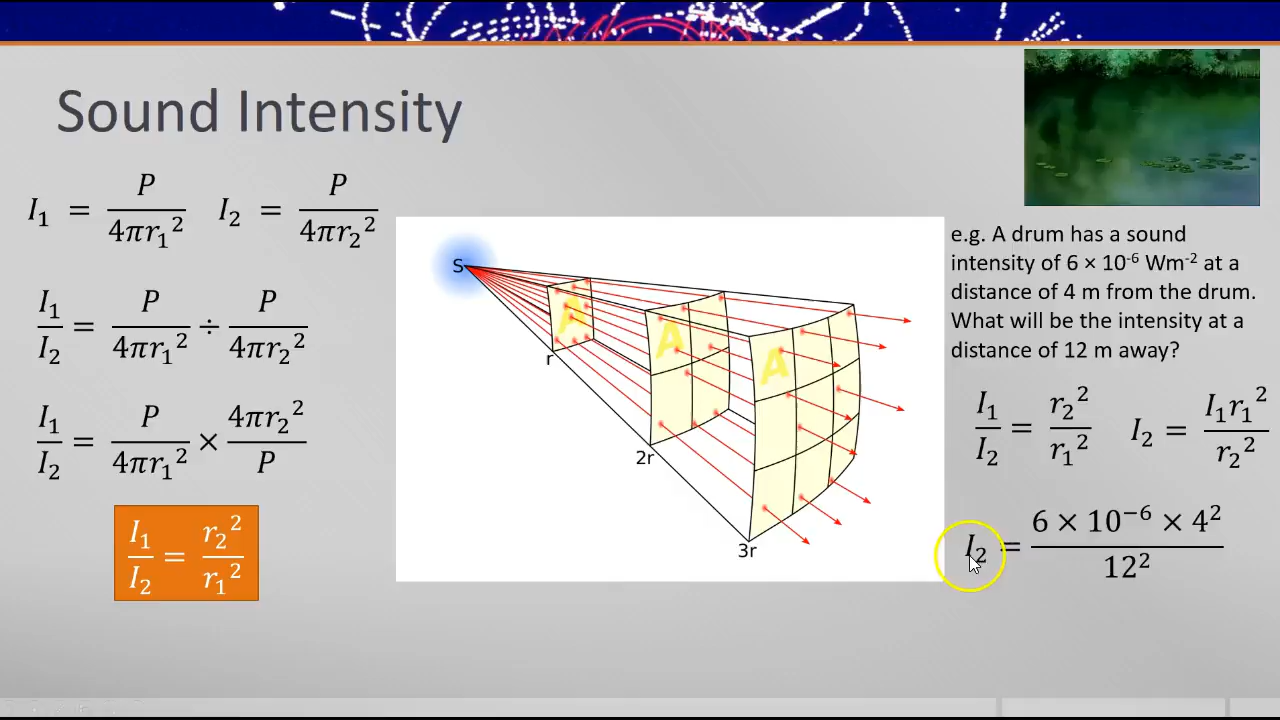 Sound Intensity
I₁ = P / 4πr₁² I₂ = P / 4πr₂²
I₁ / I₂ = P / 4πr₁² ÷ P / 4πr₂²
I₁ / I₂ = P / 4πr₁² × 4πr₂² / P
I₁ / I₂ = r₂² / r₁²
S
A
A
A
r
2r
3r
e.g. A drum has a sound
intensity of 6 × 10⁻⁶ Wm⁻² at a
distance of 4 m from the drum.
What will be the intensity at a
distance of 12 m away?
I₁ / I₂ = r₂² / r₁² I₂ = I₁r₁² / r₂²
I₂ = 6 × 10⁻⁶ × 4² / 12²